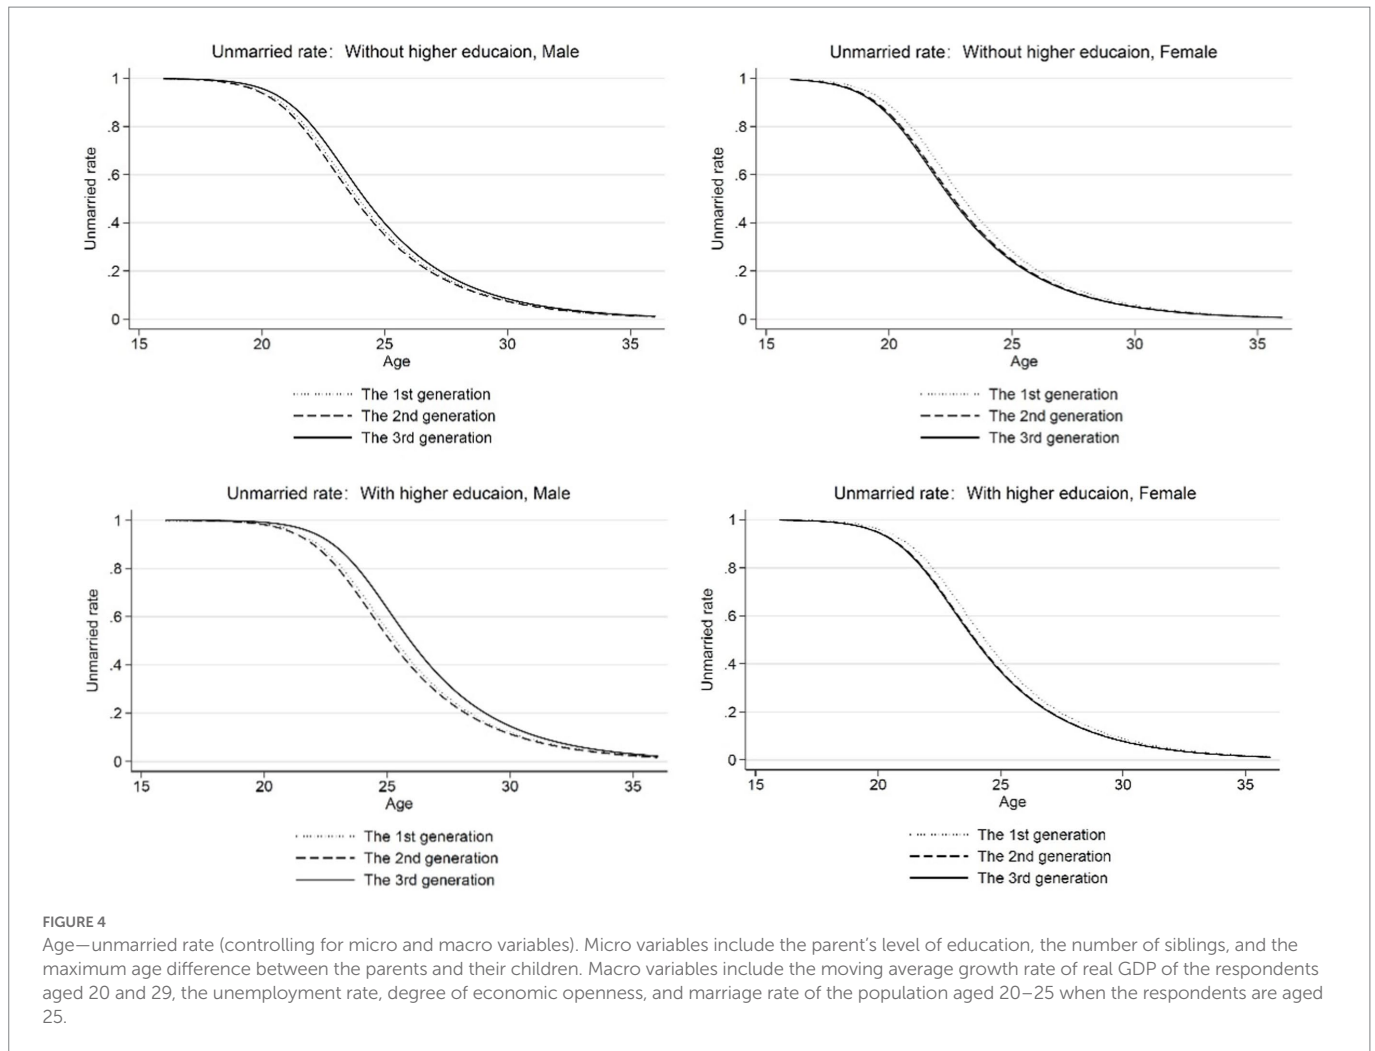 Unmarried rate: Without higher educaion, Male
1
.8
.6
.4
.2
0
Unmarried rate
15 20 25 30 35
Age
The 1st generation
The 2nd generation
The 3rd generation
Unmarried rate: Without higher educaion, Female
1
.8
.6
.4
.2
0
Unmarried rate
15 20 25 30 35
Age
The 1st generation
The 2nd generation
The 3rd generation
Unmarried rate: With higher educaion, Male
1
.8
.6
.4
.2
0
Unmarried rate
15 20 25 30 35
Age
The 1st generation
The 2nd generation
The 3rd generation
Unmarried rate: With higher educaion, Female
1
.8
.6
.4
.2
0
Unmarried rate
15 20 25 30 35
Age
The 1st generation
The 2nd generation
The 3rd generation
FIGURE 4
Age—unmarried rate (controlling for micro and macro variables). Micro variables include the parent's level of education, the number of siblings, and the
maximum age difference between the parents and their children. Macro variables include the moving average growth rate of real GDP of the respondents
aged 20 and 29, the unemployment rate, degree of economic openness, and marriage rate of the population aged 20–25 when the respondents are aged
25.